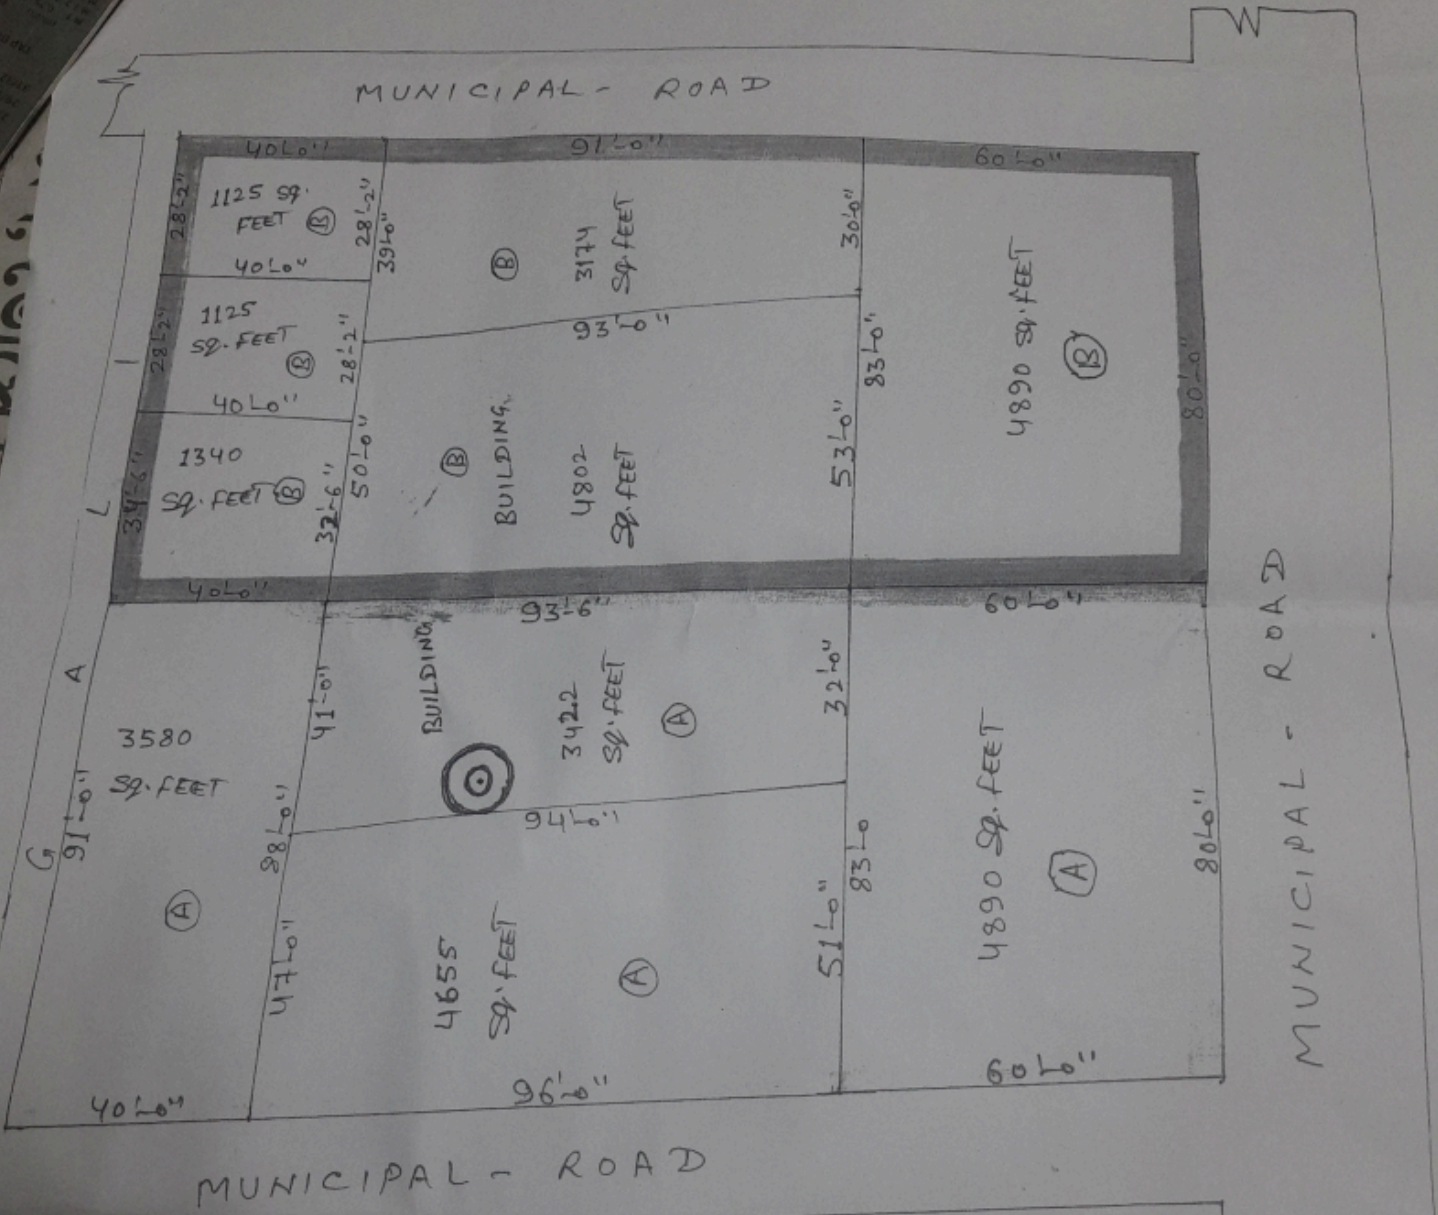 MUNICIPAL - ROAD
40'-0"
91'-0"
60'-0"
28'-2"
1125 SQ.
FEET B
28'-2"
39'-0"
40'-0"
B
3174
SQ.FEET
30'-0"
4890 SQ.FEET
B
80'-0"
28'-2"
1125
SQ.FEET
B
28'-2"
40'-0"
93'-0"
83'-0"
34'-6"
1340
SQ.FEET B
32'-6"
50'-0"
B
BUILDING.
4802
SQ.FEET
53'-0"
40'-0"
93'-6"
60'-0"
GALI
91'-0"
3580
SQ.FEET
A
41'-0"
88'-0"
47'-0"
BUILDING
3422
SQ.FEET
A
32'-0"
94'-0"
83'-0
51'-0"
4655
SQ.FEET
A
4890 SQ.FEET
A
80'-0"
40'-0"
96'-0"
60'-0"
MUNICIPAL - ROAD
MUNICIPAL - ROAD